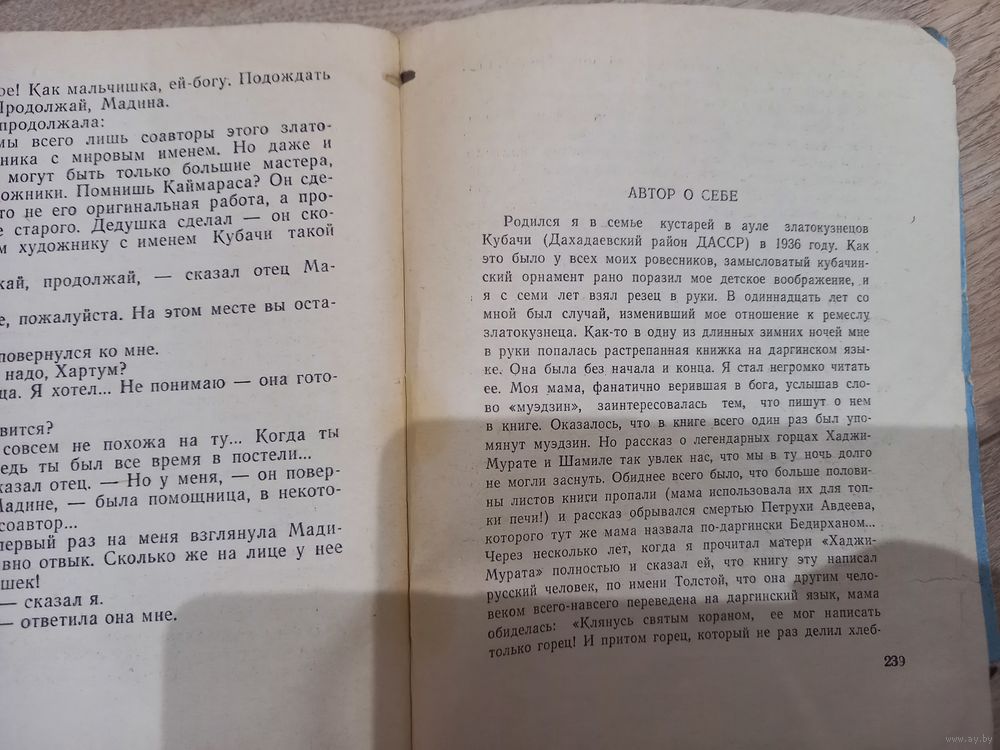 ое! Как мальчишка, ей-богу. Подождать
Продолжай, Мадина.
продолжала:
мы всего лишь соавторы этого злато-
ника с мировым именем. Но даже и
могут быть только большие мастера,
ожники. Помнишь Каймараса? Он сде-
то не его оригинальная работа, а про-
е старого. Дедушка сделал — он ско-
м художнику с именем Кубачи такой
жай, продолжай, — сказал отец Ма-
е, пожалуйста. На этом месте вы оста-
повернулся ко мне.
надо, Хартум?
ца. Я хотел... Не понимаю — она гото-
вится?
совсем не похожа на ту... Когда ты
едь ты был все время в постели...
казал отец. — Но у меня, — он повер-
Мадине, — была помощница, в некото-
соавтор...
первый раз на меня взглянула Мади-
вно отвык. Сколько же на лице у нее
шек!
— сказал я.
— ответила она мне.
АВТОР О СЕБЕ
Родился я в семье кустарей в ауле златокузнецов
Кубачи (Дахадаевский район ДАССР) в 1936 году. Как
это было у всех моих ровесников, замысловатый кубачин-
ский орнамент рано поразил мое детское воображение, и
я с семи лет взял резец в руки. В одиннадцать лет со
мной был случай, изменивший мое отношение к ремеслу
златокузнеца. Как-то в одну из длинных зимних ночей мне
в руки попалась растрепанная книжка на даргинском язы-
ке. Она была без начала и конца. Я стал негромко читать
ее. Моя мама, фанатично верившая в бога, услышав сло-
во «муэдзин», заинтересовалась тем, что пишут о нем
в книге. Оказалось, что в книге всего один раз был упо-
мянут муэдзин. Но рассказ о легендарных горцах Хаджи-
Мурате и Шамиле так увлек нас, что мы в ту ночь долго
не могли заснуть. Обиднее всего было, что больше полови-
ны листов книги пропали (мама использовала их для топ-
ки печи!) и рассказ обрывался смертью Петрухи Авдеева,
которого тут же мама назвала по-даргински Бедирханом...
Через несколько лет, когда я прочитал матери «Хаджи-
Мурата» полностью и сказал ей, что книгу эту написал
русский человек, по имени Толстой, что она другим чело-
веком всего-навсего переведена на даргинский язык, мама
обиделась: «Клянусь святым кораном, ее мог написать
только горец! И притом горец, который не раз делил хлеб-
239
www.ay.by